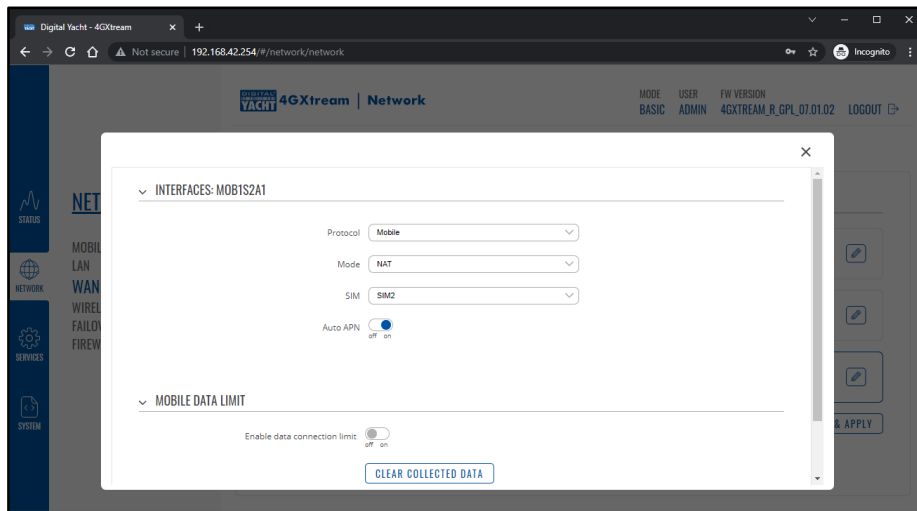 Digital Yacht - 4GXtream
Not secure | 192.168.42.254/#/network/network
Incognito
DIGITAL YACHT 4GXtream | Network
MODE USER FW VERSION
BASIC ADMIN 4GXTREAM_R_GPL_07.01.02 LOGOUT
STATUS
NETWORK
SERVICES
SYSTEM
NET
MOBIL
LAN
WAN
WIREL
FAILOV
FIREW
INTERFACES: MOB1S2A1
Protocol Mobile
Mode NAT
SIM SIM2
Auto APN
off on
MOBILE DATA LIMIT
Enable data connection limit
off on
CLEAR COLLECTED DATA
& APPLY